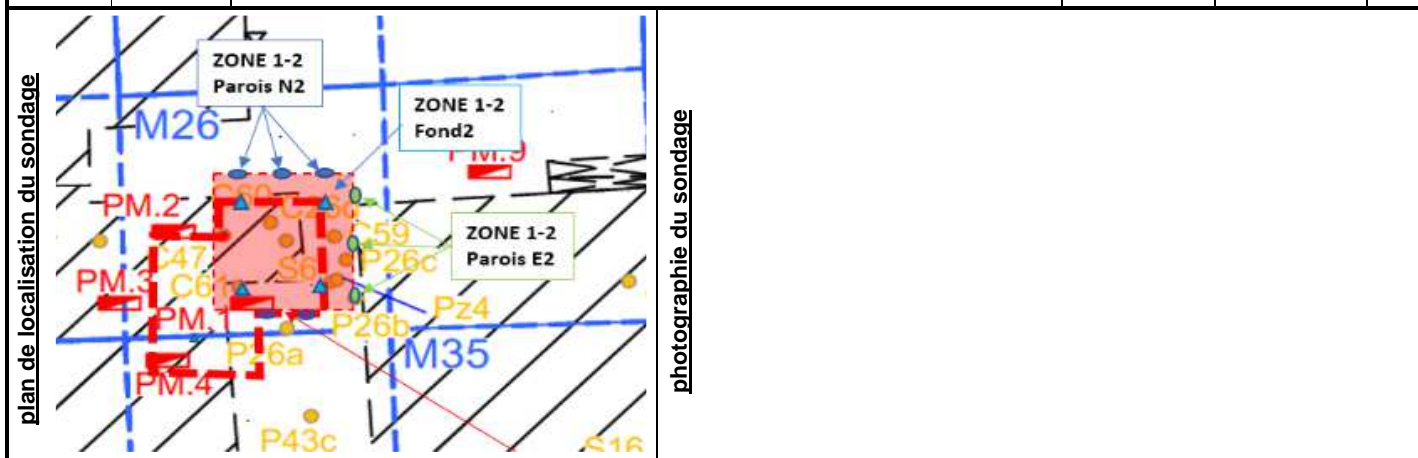 plan de localisation du sondage
ZONE 1-2
Parois N2
ZONE 1-2
Fond2
M26
PM.9
PM.2
C60
C26d
C59
ZONE 1-2
Parois E2
C47
S6
P26c
PM.3
C61
Pz4
PM.1
P26b
P26a
M35
PM.4
P43c
S16
photographie du sondage